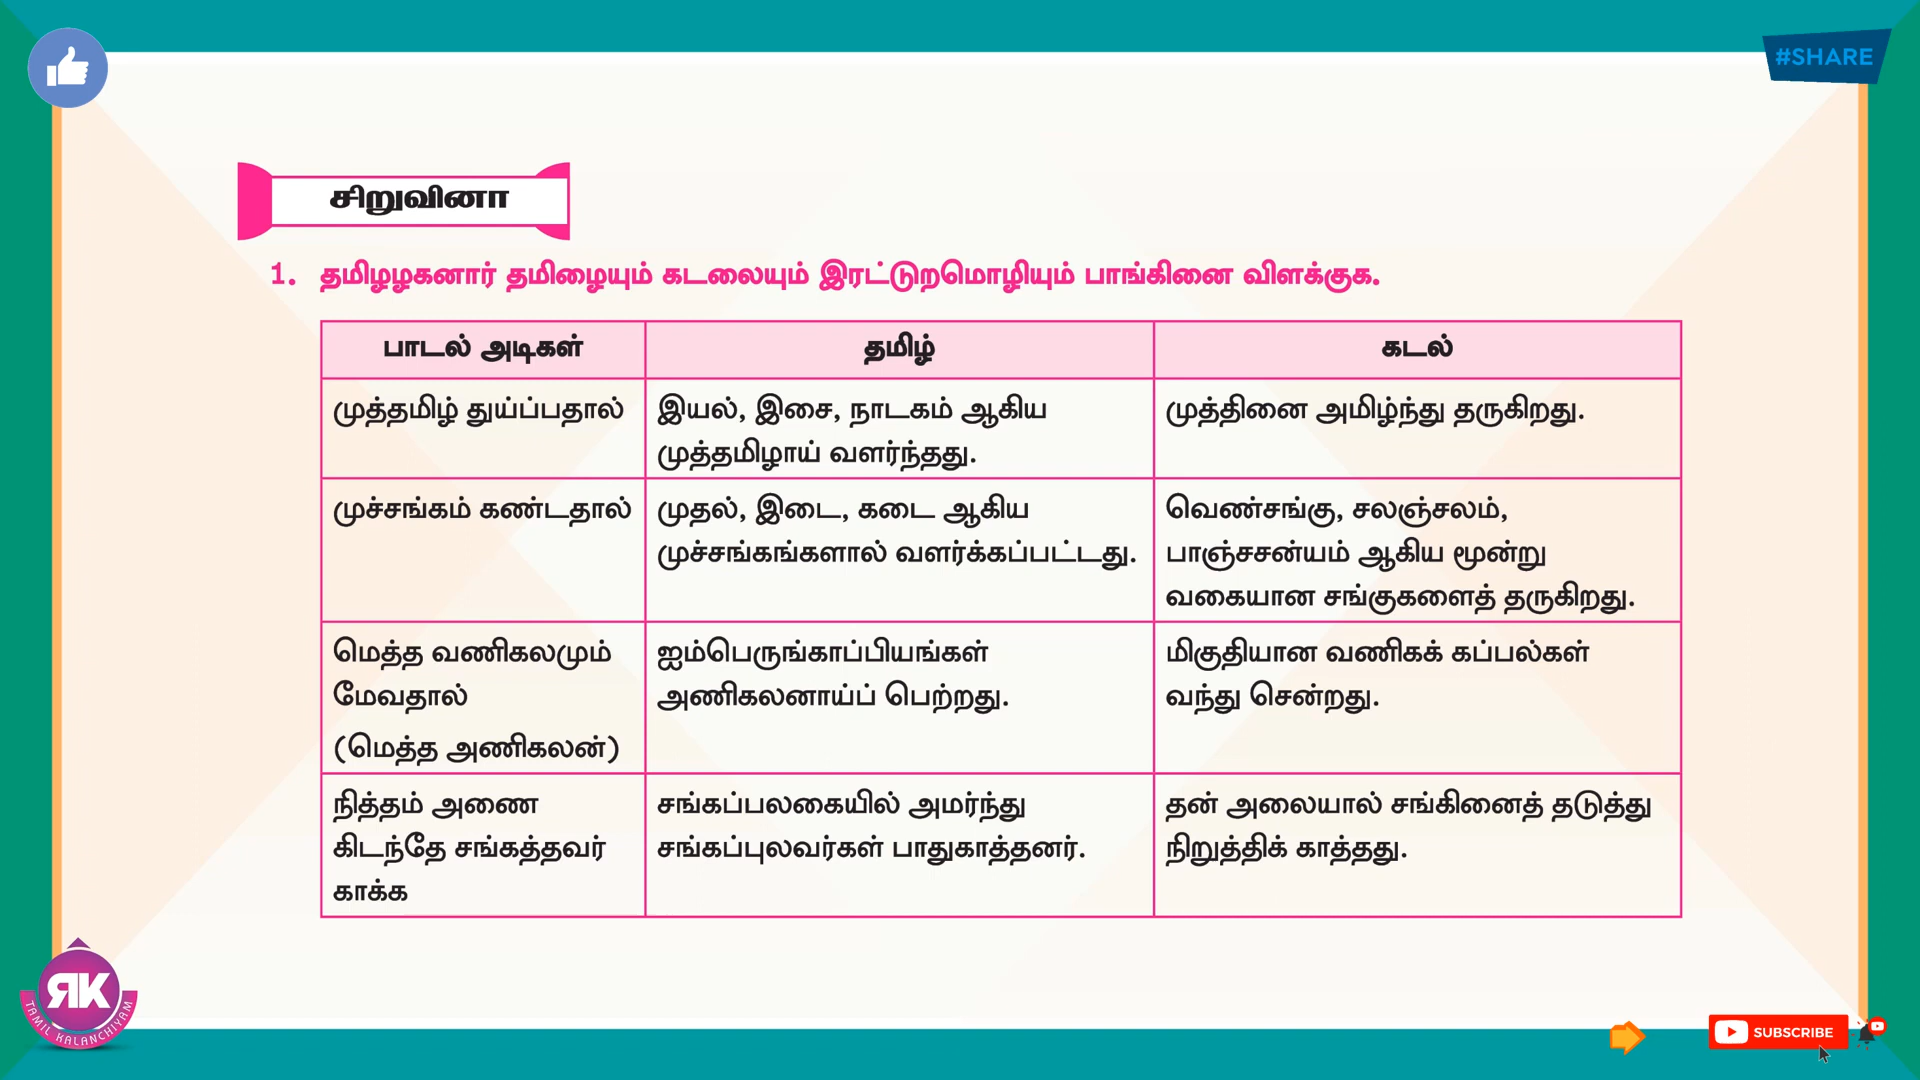 #SHARE
சிறுவினா
1. தமிழழகனார் தமிழையும் கடலையும் இரட்டுறமொழியும் பாங்கினை விளக்குக.
பாடல் அடிகள்
தமிழ்
கடல்
முத்தமிழ் துய்ப்பதால்
இயல், இசை, நாடகம் ஆகிய
முத்தமிழாய் வளர்ந்தது.
முத்தினை அமிழ்ந்து தருகிறது.
முச்சங்கம் கண்டதால்
முதல், இடை, கடை ஆகிய
முச்சங்கங்களால் வளர்க்கப்பட்டது.
வெண்சங்கு, சலஞ்சலம்,
பாஞ்சசன்யம் ஆகிய மூன்று
வகையான சங்குகளைத் தருகிறது.
மெத்த வணிகலமும்
மேவதால்
(மெத்த அணிகலன்)
ஐம்பெருங்காப்பியங்கள்
அணிகலனாய்ப் பெற்றது.
மிகுதியான வணிகக் கப்பல்கள்
வந்து சென்றது.
நித்தம் அணை
கிடந்தே சங்கத்தவர்
காக்க
சங்கப்பலகையில் அமர்ந்து
சங்கப்புலவர்கள் பாதுகாத்தனர்.
தன் அலையால் சங்கினைத் தடுத்து
நிறுத்திக் காத்தது.
RK
TAMIL KALANCHIYAM
SUBSCRIBE